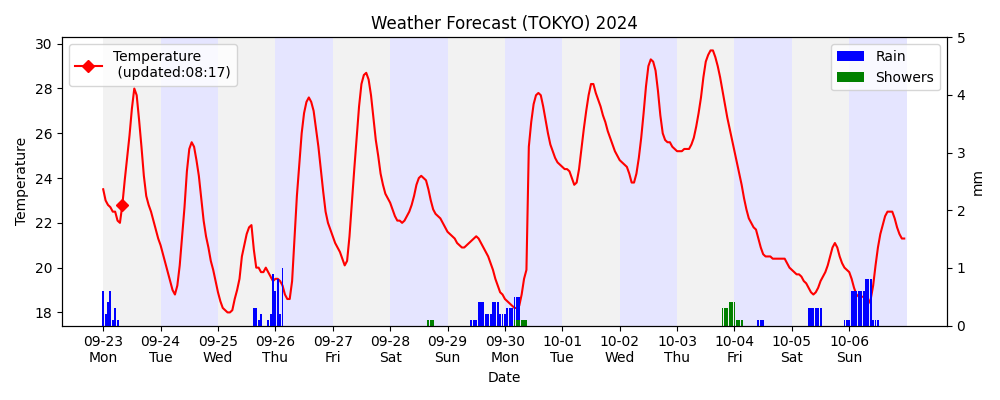 Weather Forecast (TOKYO) 2024
Temperature
(updated:08:17)
Rain
Showers
Temperature
30
28
26
24
22
20
18
5
4
3
2
1
0
mm
09-23 09-24 09-25 09-26 09-27 09-28 09-29 09-30 10-01 10-02 10-03 10-04 10-05 10-06
Mon Tue Wed Thu Fri Sat Sun Mon Tue Wed Thu Fri Sat Sun
Date